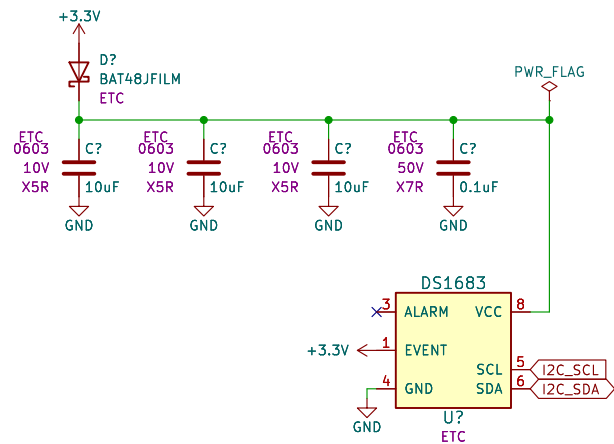 +3.3V
D?
BAT48JFILM
ETC
PWR_FLAG
ETC
0603
10V
X5R
C?
10uF
GND
ETC
0603
10V
X5R
C?
10uF
GND
ETC
0603
10V
X5R
C?
10uF
GND
ETC
0603
50V
X7R
C?
0.1uF
GND
DS1683
3 ALARM VCC 8
+3.3V 1 EVENT
SCL 5 I2C_SCL
4 GND SDA 6 I2C_SDA
GND
U?
ETC